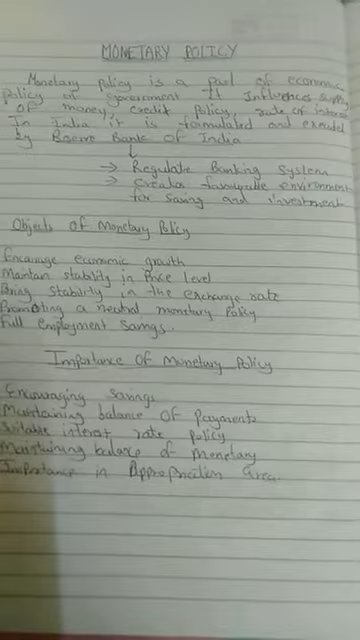 MONETARY POLICY
Monetary policy is a part of economic
policy of government It Influences supply
of money, credit policy, rate of interest
In India it is formulated and executed
by Reserve Bank of India
→ Regulate Banking System
→ Creates favourable environment
for Saving and investment
Objects of Monetary Policy
Encourage economic growth
Maintain stability in Price Level
Bring Stability in the exchange rate
Promoting a neutral monetary Policy
Full employment Savings.
Importance of Monetary Policy
Encouraging Savings
Maintaining balance of Payments
Suitable interest rate policy
Maintaining balance of Monetary
Importance in area.